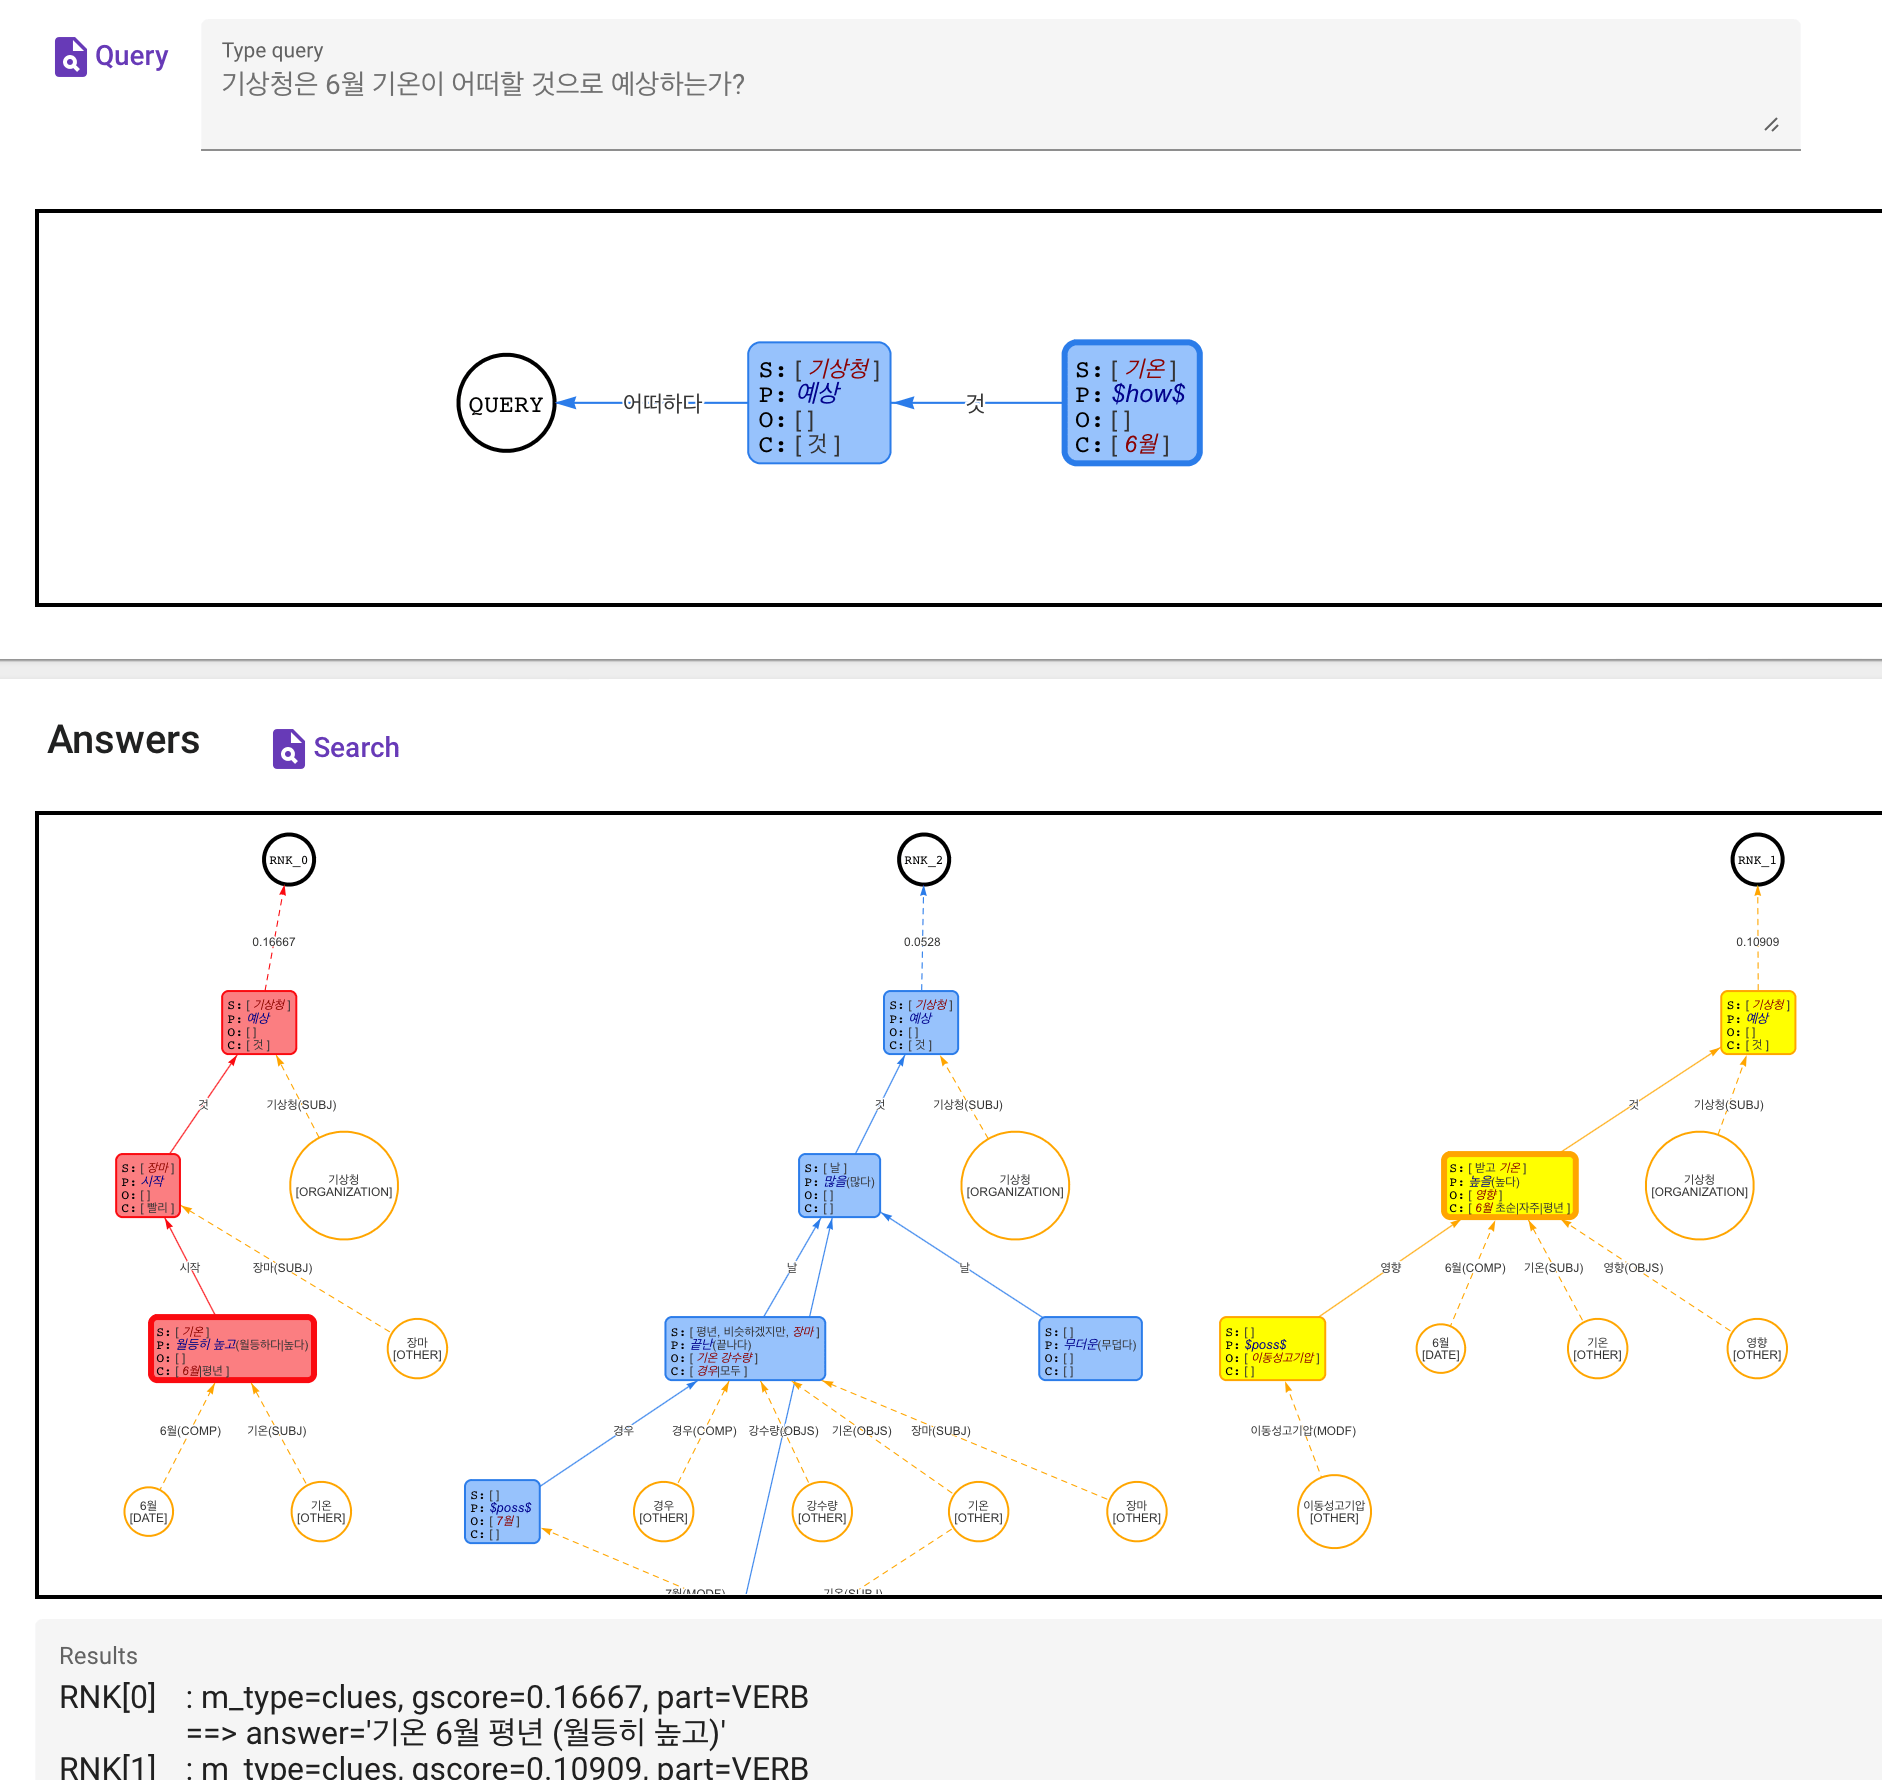 Query
Type query
기상청은 6월 기온이 어떠할 것으로 예상하는가?
QUERY
어떠하다
S: [ 기상청 ]
P: 예상
O: [ ]
C: [ 것 ]
것
S: [ 기온 ]
P: $how$
O: [ ]
C: [ 6월 ]
Answers
Search
RNK_0
RNK_2
RNK_1
0.16667
0.0528
0.10909
S: [ 기상청 ]
P: 예상
O: [ ]
C: [ 것 ]
S: [ 기상청 ]
P: 예상
O: [ ]
C: [ 것 ]
S: [ 기상청 ]
P: 예상
O: [ ]
C: [ 것 ]
것
기상청(SUBJ)
것
기상청(SUBJ)
것
기상청(SUBJ)
S: [ 장마 ]
P: 시작
O: [ ]
C: [ 빨리 ]
기상청
[ORGANIZATION]
S: [ 날 ]
P: 많을(많다)
O: [ ]
C: [ ]
기상청
[ORGANIZATION]
S: [ 받고 기온 ]
P: 높을(높다)
O: [ 영향 ]
C: [ 6월 초순|자주|평년 ]
기상청
[ORGANIZATION]
시작
장마(SUBJ)
날
날
영향
6월(COMP)
기온(SUBJ)
영향(OBJS)
S: [ 기온 ]
P: 월등히 높고(월등하다|높다)
O: [ ]
C: [ 6월|평년 ]
장마
[OTHER]
S: [ 평년, 비슷하겠지만, 장마 ]
P: 끝난(끝나다)
O: [ 기온 강수량 ]
C: [ 경우|모두 ]
S: [ ]
P: 무더운(무덥다)
O: [ ]
C: [ ]
S: [ ]
P: $poss$
O: [ 이동성고기압 ]
C: [ ]
6월
[DATE]
기온
[OTHER]
영향
[OTHER]
6월(COMP)
기온(SUBJ)
경우
경우(COMP)
강수량(OBJS)
기온(OBJS)
장마(SUBJ)
이동성고기압(MODF)
6월
[DATE]
기온
[OTHER]
S: [ ]
P: $poss$
O: [ 7월 ]
C: [ ]
경우
[OTHER]
강수량
[OTHER]
기온
[OTHER]
장마
[OTHER]
이동성고기압
[OTHER]
7월(MODF)
기온(SUBJ)
Results
RNK[0] : m_type=clues, gscore=0.16667, part=VERB
==> answer='기온 6월 평년 (월등히 높고)'
RNK[1] : m_type=clues, gscore=0.10909, part=VERB